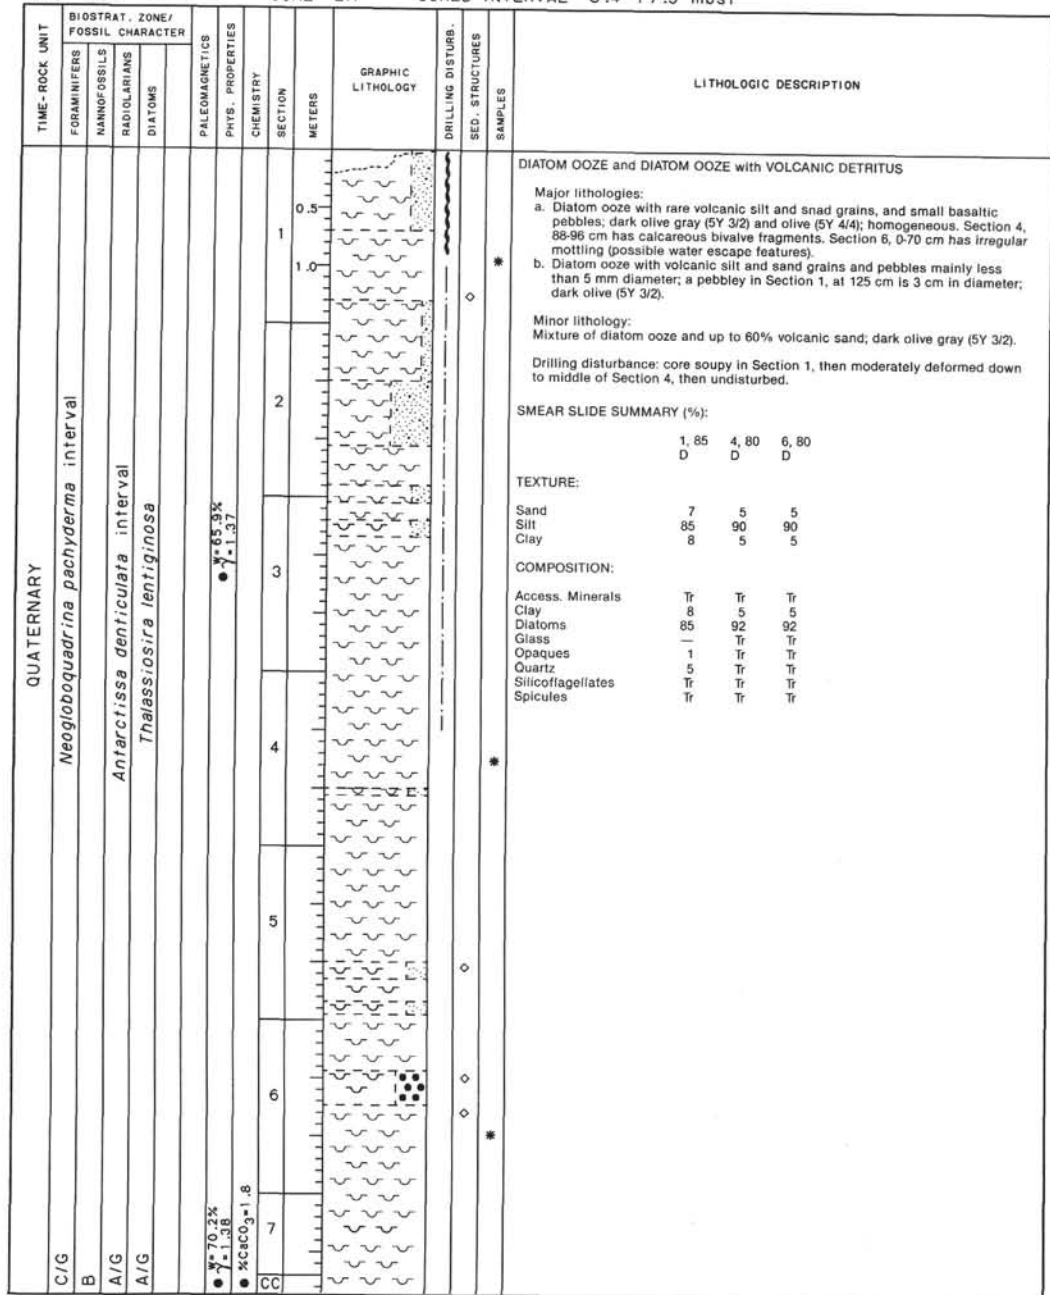 BIOSTRAT. ZONE/
FOSSIL CHARACTER
TIME-ROCK UNIT
FORAMINIFERS
NANNOFOSSILS
RADIOLARIANS
DIATOMS
PALEOMAGNETICS
PHYS. PROPERTIES
CHEMISTRY
SECTION
METERS
GRAPHIC
LITHOLOGY
DRILLING DISTURB.
SED. STRUCTURES
SAMPLES
LITHOLOGIC DESCRIPTION
QUATERNARY
Neogloboquadrina pachyderma interval
Antarctissa denticulata interval
Thalassiosira lentiginosa
C/G
B
A/G
A/G
W=65.9%
γ=1.37
W=70.2%
γ=1.38
%CaCO3=1.8
1
0.5
1.0
2
3
4
5
6
7
CC
*
*
*
DIATOM OOZE and DIATOM OOZE with VOLCANIC DETRITUS
Major lithologies:
a. Diatom ooze with rare volcanic silt and snad grains, and small basaltic
pebbles; dark olive gray (5Y 3/2) and olive (5Y 4/4); homogeneous. Section 4,
88-96 cm has calcareous bivalve fragments. Section 6, 0-70 cm has irregular
mottling (possible water escape features).
b. Diatom ooze with volcanic silt and sand grains and pebbles mainly less
than 5 mm diameter; a pebbley in Section 1, at 125 cm is 3 cm in diameter;
dark olive (5Y 3/2).
Minor lithology:
Mixture of diatom ooze and up to 60% volcanic sand; dark olive gray (5Y 3/2).
Drilling disturbance: core soupy in Section 1, then moderately deformed down
to middle of Section 4, then undisturbed.
SMEAR SLIDE SUMMARY (%):
1, 85 4, 80 6, 80
D D D
TEXTURE:
Sand 7 5 5
Silt 85 90 90
Clay 8 5 5
COMPOSITION:
Access. Minerals Tr Tr Tr
Clay 8 5 5
Diatoms 85 92 92
Glass — Tr Tr
Opaques 1 Tr Tr
Quartz 5 Tr Tr
Silicoflagellates Tr Tr Tr
Spicules Tr Tr Tr